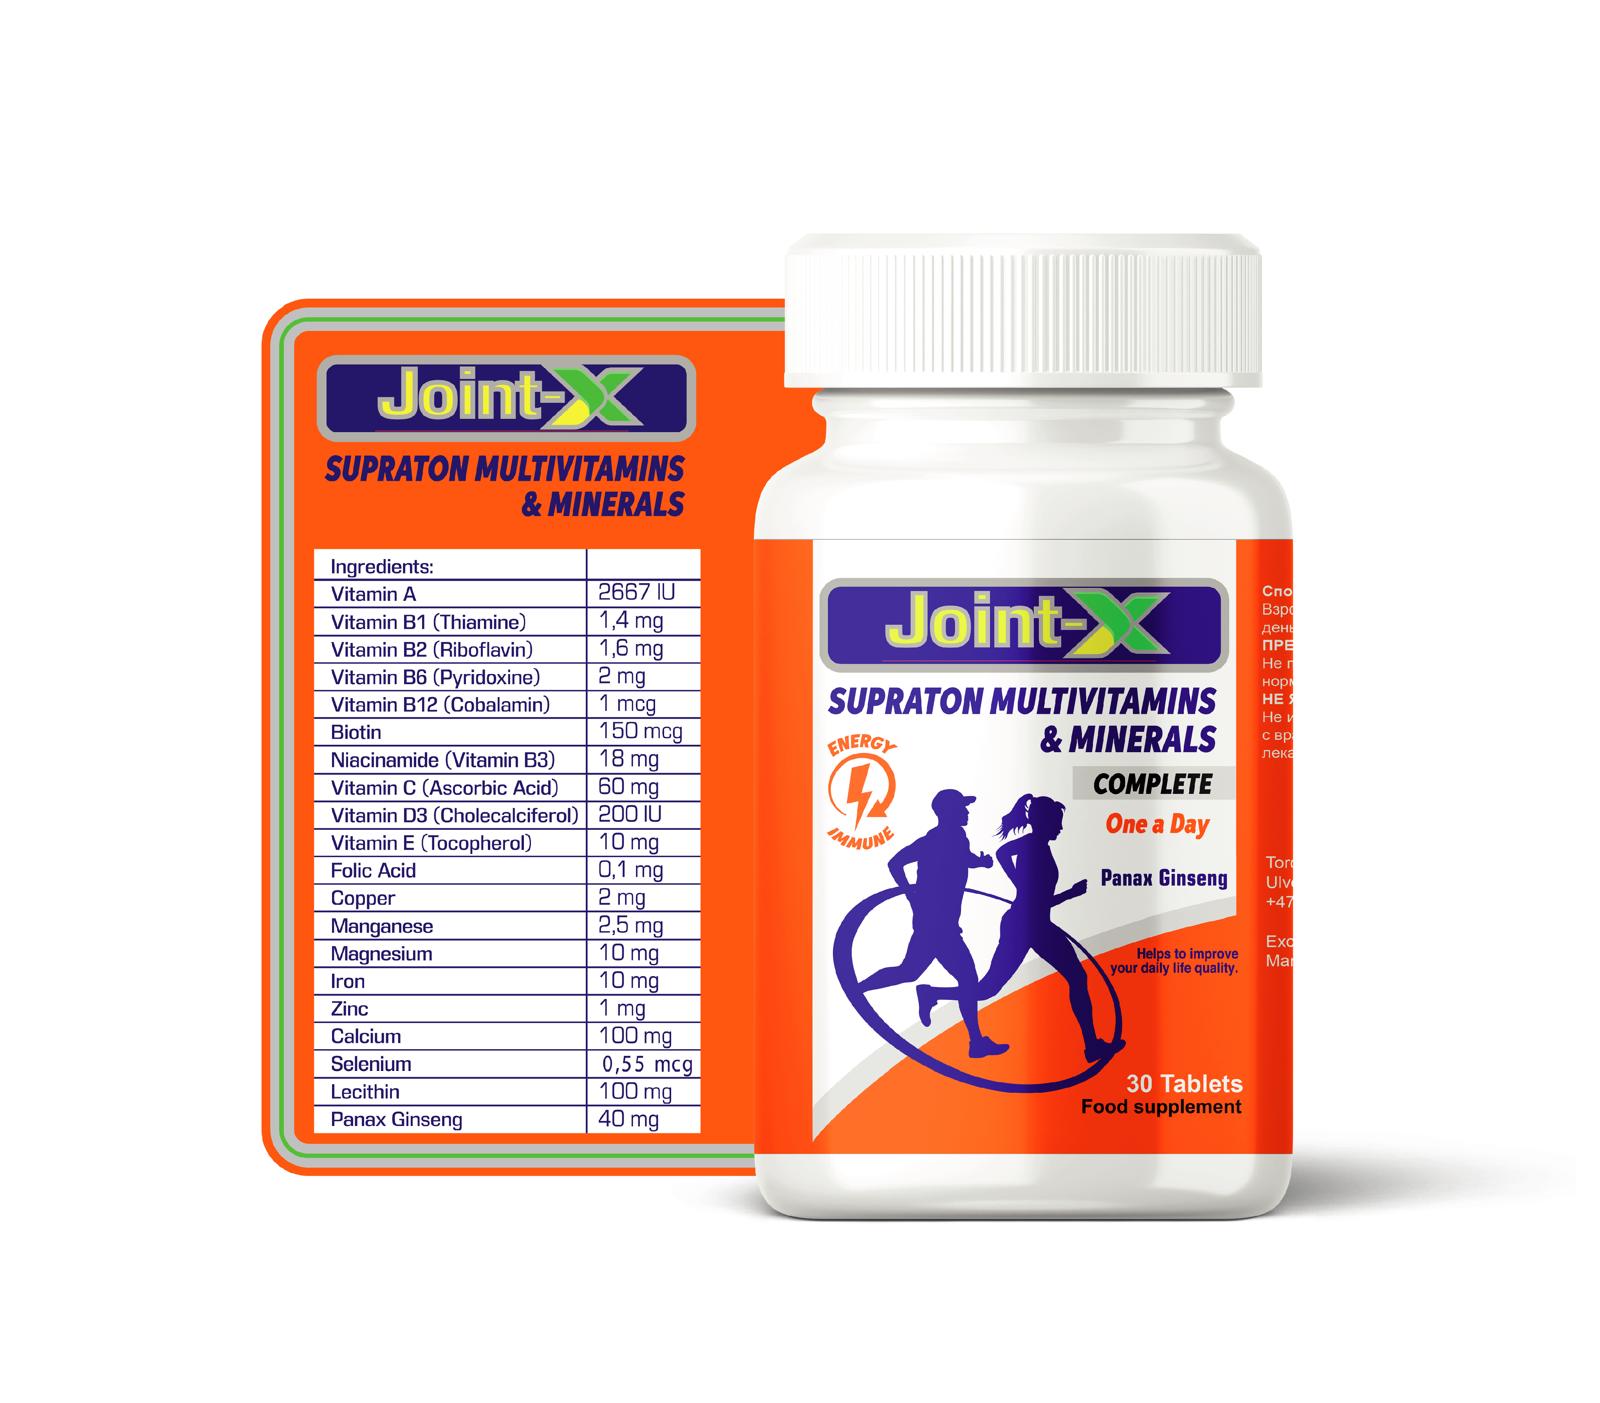 Joint-X
SUPRATON MULTIVITAMINS
& MINERALS
Ingredients:
Vitamin A 2667 IU
Vitamin B1 (Thiamine) 1,4 mg
Vitamin B2 (Riboflavin) 1,6 mg
Vitamin B6 (Pyridoxine) 2 mg
Vitamin B12 (Cobalamin) 1 mcg
Biotin 150 mcg
Niacinamide (Vitamin B3) 18 mg
Vitamin C (Ascorbic Acid) 60 mg
Vitamin D3 (Cholecalciferol) 200 IU
Vitamin E (Tocopherol) 10 mg
Folic Acid 0,1 mg
Copper 2 mg
Manganese 2,5 mg
Magnesium 10 mg
Iron 10 mg
Zinc 1 mg
Calcium 100 mg
Selenium 0,55 mcg
Lecithin 100 mg
Panax Ginseng 40 mg
Joint-X
SUPRATON MULTIVITAMINS
& MINERALS
ENERGY
IMMUNE
COMPLETE
One a Day
Panax Ginseng
Helps to improve
your daily life quality.
30 Tablets
Food supplement
+47